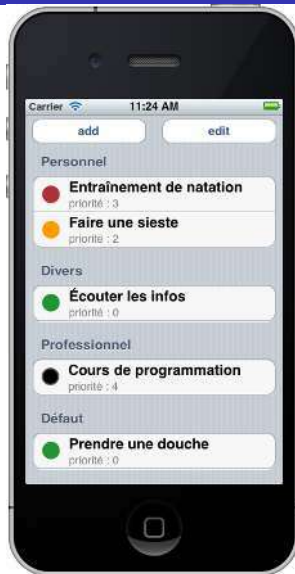 Carrier 11:24 AM
add edit
Personnel
Entraînement de natation
priorité : 3
Faire une sieste
priorité : 2
Divers
Écouter les infos
priorité : 0
Professionnel
Cours de programmation
priorité : 4
Défaut
Prendre une douche
priorité : 0